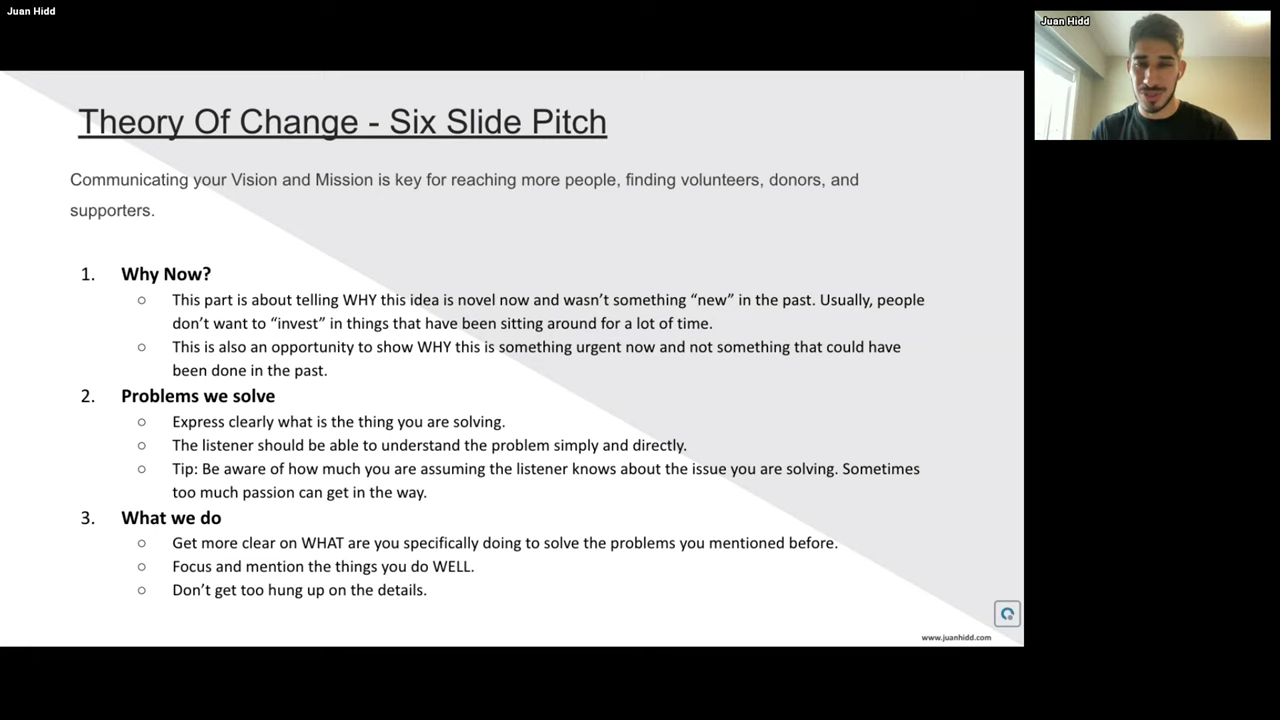 Juan Hidd
Juan Hidd
Theory Of Change - Six Slide Pitch
Communicating your Vision and Mission is key for reaching more people, finding volunteers, donors, and
supporters.
1. Why Now?
○ This part is about telling WHY this idea is novel now and wasn’t something “new” in the past. Usually, people
don’t want to “invest” in things that have been sitting around for a lot of time.
○ This is also an opportunity to show WHY this is something urgent now and not something that could have
been done in the past.
2. Problems we solve
○ Express clearly what is the thing you are solving.
○ The listener should be able to understand the problem simply and directly.
○ Tip: Be aware of how much you are assuming the listener knows about the issue you are solving. Sometimes
too much passion can get in the way.
3. What we do
○ Get more clear on WHAT are you specifically doing to solve the problems you mentioned before.
○ Focus and mention the things you do WELL.
○ Don’t get too hung up on the details.
www.juanhidd.com